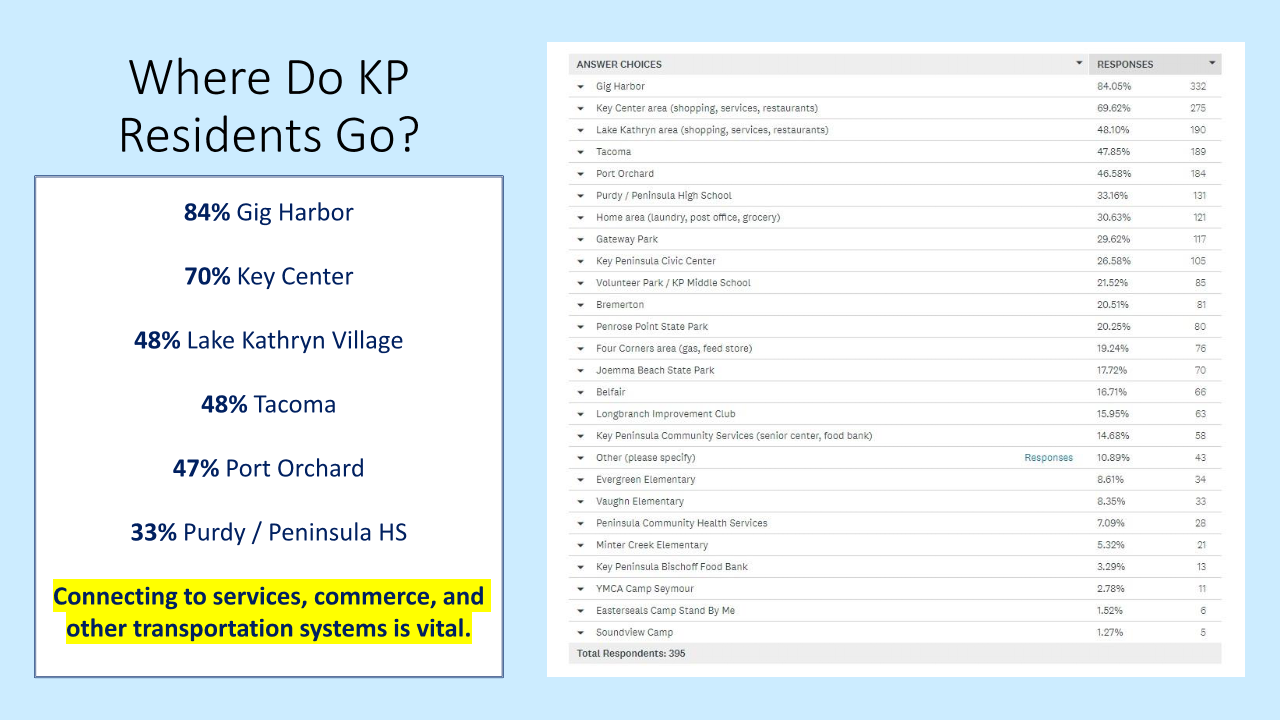 Where Do KP
Residents Go?
84% Gig Harbor
70% Key Center
48% Lake Kathryn Village
48% Tacoma
47% Port Orchard
33% Purdy / Peninsula HS
Connecting to services, commerce, and
other transportation systems is vital.
ANSWER CHOICES RESPONSES
Gig Harbor 84.05% 332
Key Center area (shopping, services, restaurants) 69.62% 275
Lake Kathryn area (shopping, services, restaurants) 48.10% 190
Tacoma 47.85% 189
Port Orchard 46.58% 184
Purdy / Peninsula High School 33.16% 131
Home area (laundry, post office, grocery) 30.63% 121
Gateway Park 29.62% 117
Key Peninsula Civic Center 26.58% 105
Volunteer Park / KP Middle School 21.52% 85
Bremerton 20.51% 81
Penrose Point State Park 20.25% 80
Four Corners area (gas, feed store) 19.24% 76
Joemma Beach State Park 17.72% 70
Belfair 16.71% 66
Longbranch Improvement Club 15.95% 63
Key Peninsula Community Services (senior center, food bank) 14.68% 58
Other (please specify) Responses 10.89% 43
Evergreen Elementary 8.61% 34
Vaughn Elementary 8.35% 33
Peninsula Community Health Services 7.09% 28
Minter Creek Elementary 5.32% 21
Key Peninsula Bischoff Food Bank 3.29% 13
YMCA Camp Seymour 2.78% 11
Easterseals Camp Stand By Me 1.52% 6
Soundview Camp 1.27% 5
Total Respondents: 395